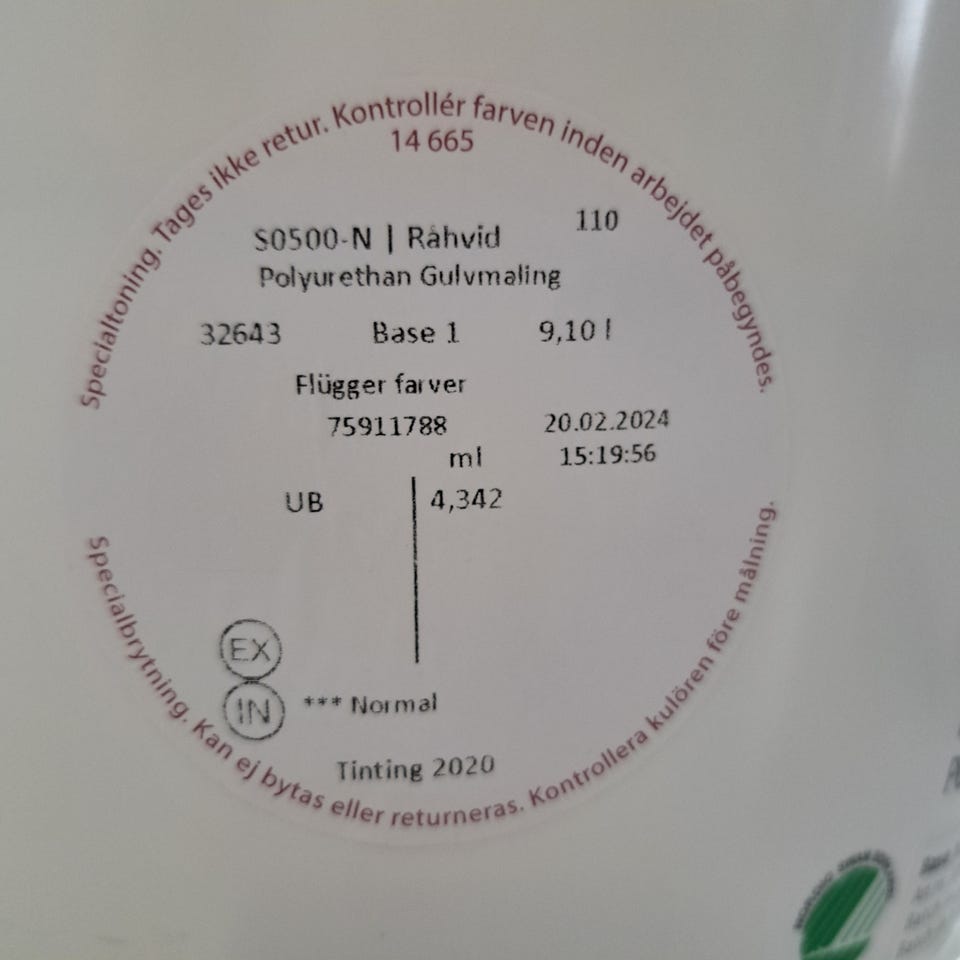 Specialtoning. Tages ikke retur. Kontrollér farven inden arbejdet påbegyndes.
14 665
110
S0500-N | Råhvid
Polyurethan Gulvmaling
32643 Base 1 9,10 l
Flügger farver
75911788 20.02.2024
ml 15:19:56
UB 4,342
EX
IN *** Normal
Tinting 2020
Specialbrytning. Kan ej bytas eller returneras. Kontrollera kulören före målning.